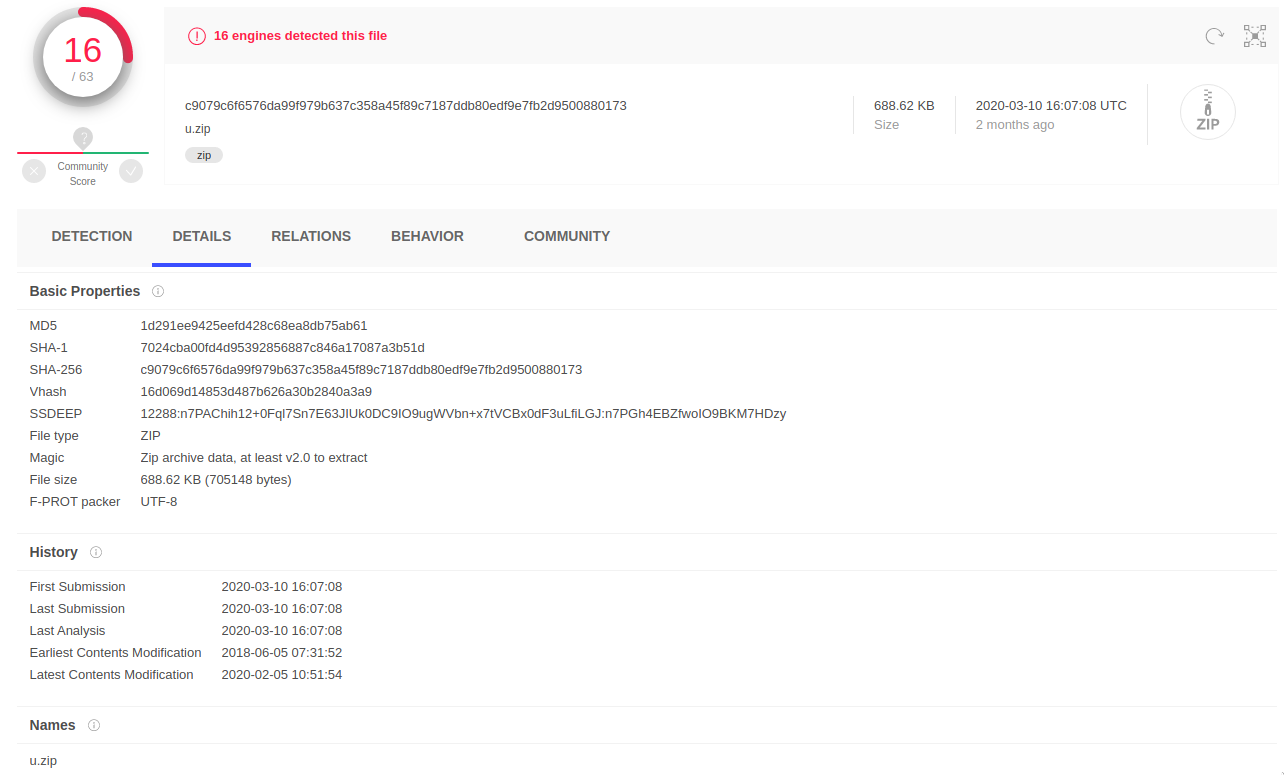 16
/ 63
?
Community
Score
16 engines detected this file
c9079c6f6576da99f979b637c358a45f89c7187ddb80edf9e7fb2d9500880173
u.zip
zip
688.62 KB
Size
2020-03-10 16:07:08 UTC
2 months ago
ZIP
DETECTION DETAILS RELATIONS BEHAVIOR COMMUNITY
Basic Properties
MD5 1d291ee9425eefd428c68ea8db75ab61
SHA-1 7024cba00fd4d95392856887c846a17087a3b51d
SHA-256 c9079c6f6576da99f979b637c358a45f89c7187ddb80edf9e7fb2d9500880173
Vhash 16d069d14853d487b626a30b2840a3a9
SSDEEP 12288:n7PAChih12+0FqI7Sn7E63JIUk0DC9IO9ugWVbn+x7tVCBx0dF3uLfiLGJ:n7PGh4EBZfwoIO9BKM7HDzy
File type ZIP
Magic Zip archive data, at least v2.0 to extract
File size 688.62 KB (705148 bytes)
F-PROT packer UTF-8
History
First Submission 2020-03-10 16:07:08
Last Submission 2020-03-10 16:07:08
Last Analysis 2020-03-10 16:07:08
Earliest Contents Modification 2018-06-05 07:31:52
Latest Contents Modification 2020-02-05 10:51:54
Names
u.zip